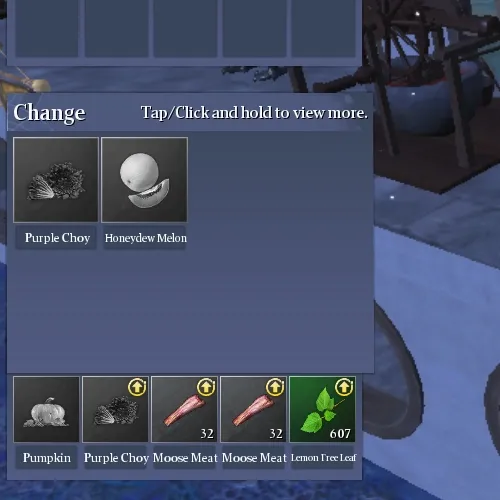 Change
Tap/Click and hold to view more.
Purple Choy
Honeydew Melon
32
32
607
Pumpkin
Purple Choy
Moose Meat
Moose Meat
Lemon Tree Leaf